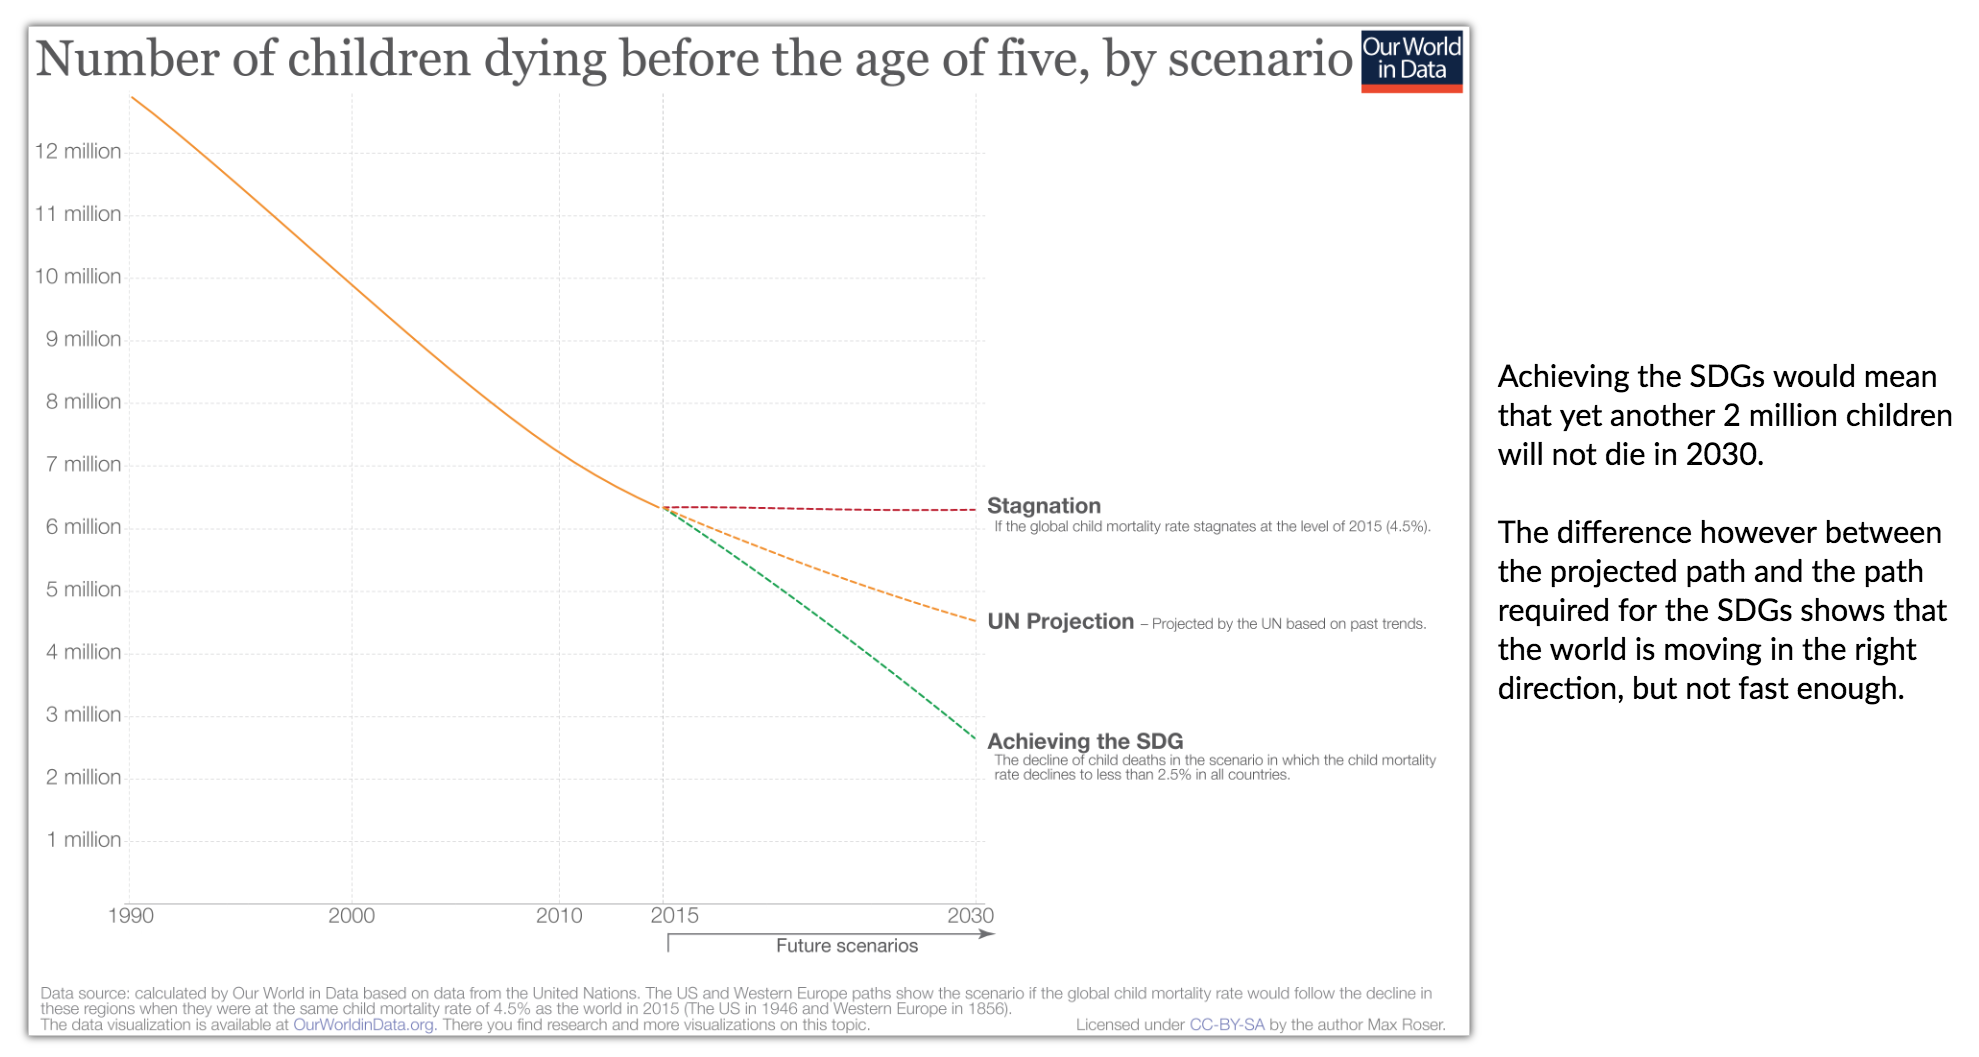 Number of children dying before the age of five, by scenario
Our World
in Data
12 million
11 million
10 million
9 million
8 million
7 million
6 million
5 million
4 million
3 million
2 million
1 million
Stagnation
If the global child mortality rate stagnates at the level of 2015 (4.5%).
UN Projection – Projected by the UN based on past trends.
Achieving the SDG
The decline of child deaths in the scenario in which the child mortality
rate declines to less than 2.5% in all countries.
1990 2000 2010 2015 2030
Future scenarios
Data source: calculated by Our World in Data based on data from the United Nations. The US and Western Europe paths show the scenario if the global child mortality rate would follow the decline in
these regions when they were at the same child mortality rate of 4.5% as the world in 2015 (The US in 1946 and Western Europe in 1856).
The data visualization is available at OurWorldinData.org. There you find research and more visualizations on this topic.
Licensed under CC-BY-SA by the author Max Roser.
Achieving the SDGs would mean
that yet another 2 million children
will not die in 2030.
The difference however between
the projected path and the path
required for the SDGs shows that
the world is moving in the right
direction, but not fast enough.